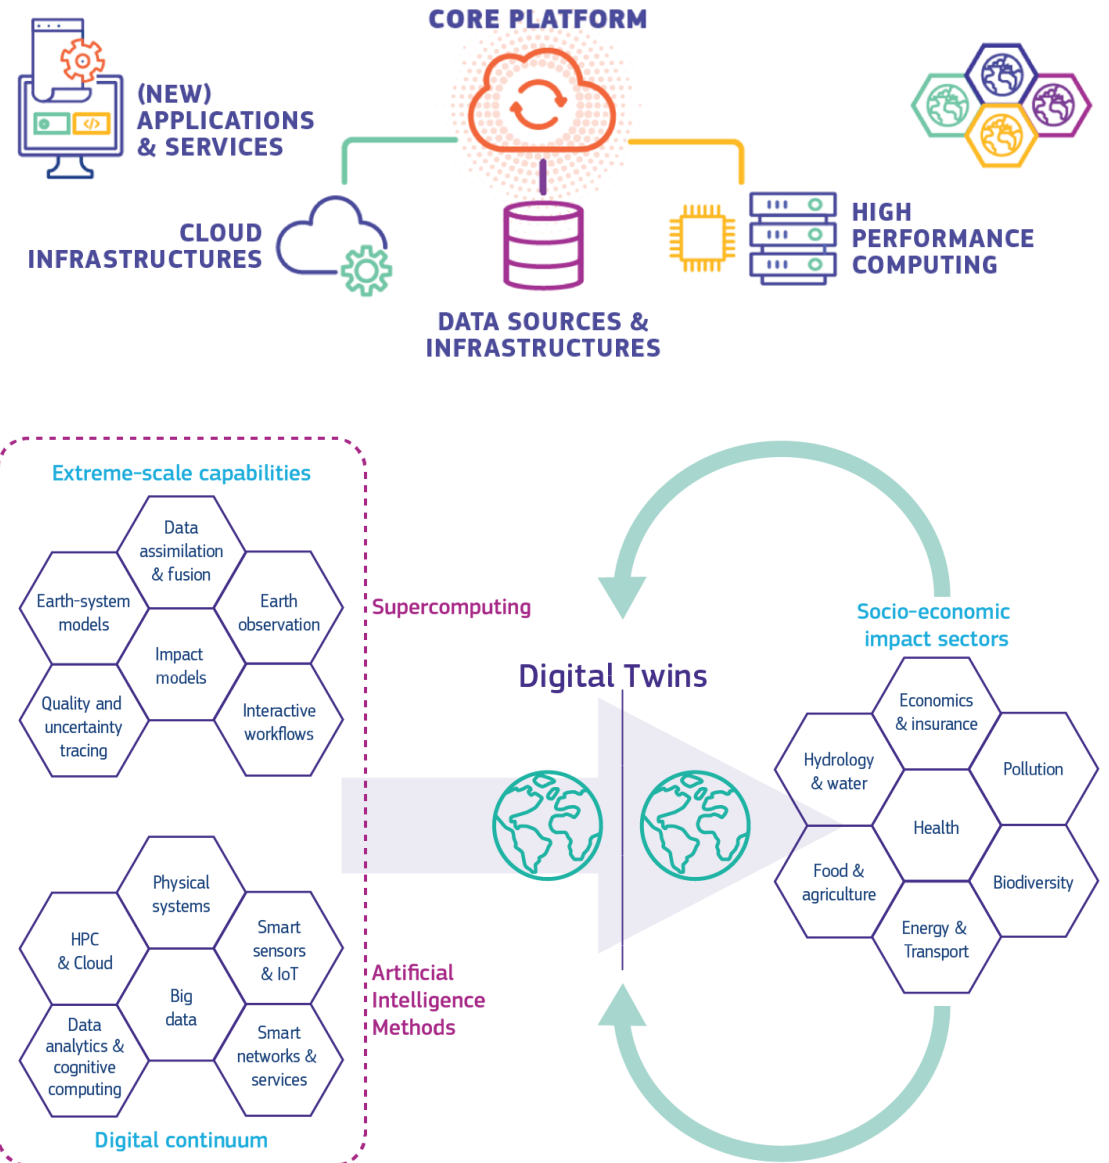 CORE PLATFORM
(NEW)
APPLICATIONS
& SERVICES
CLOUD
INFRASTRUCTURES
HIGH
PERFORMANCE
COMPUTING
DATA SOURCES &
INFRASTRUCTURES
Extreme-scale capabilities
Data
assimilation
& fusion
Earth-system
models
Earth
observation
Impact
models
Quality and
uncertainty
tracing
Interactive
workflows
Supercomputing
Physical
systems
HPC
& Cloud
Smart
sensors
& IoT
Big
data
Data
analytics &
cognitive
computing
Smart
networks &
services
Digital continuum
Artificial
Intelligence
Methods
Digital Twins
Socio-economic
impact sectors
Economics
& insurance
Hydrology
& water
Pollution
Health
Food &
agriculture
Biodiversity
Energy &
Transport